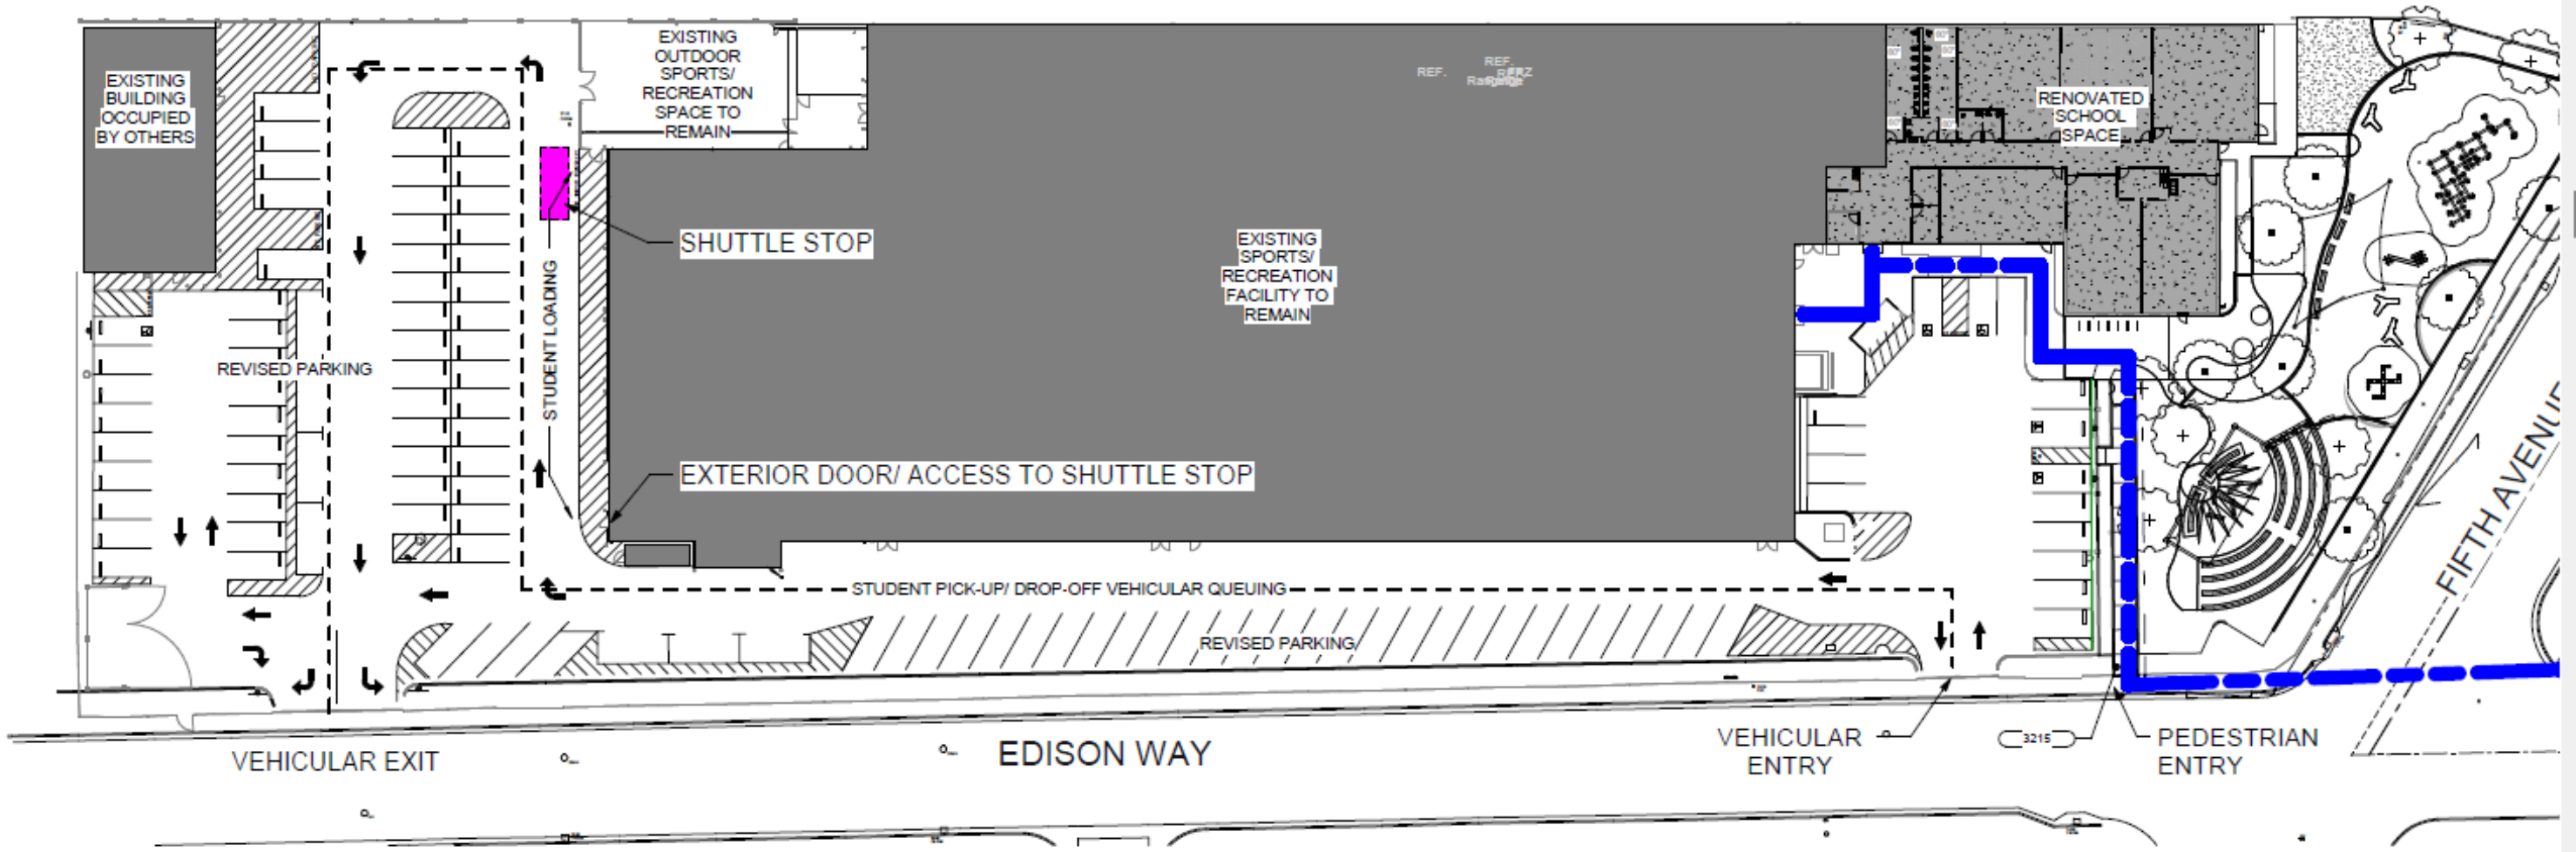 EXISTING
BUILDING
OCCUPIED
BY OTHERS
EXISTING
OUTDOOR
SPORTS/
RECREATION
SPACE TO
REMAIN
REF.
REF.
RENOVATED
SCHOOL
SPACE
SHUTTLE STOP
EXISTING
SPORTS/
RECREATION
FACILITY TO
REMAIN
STUDENT LOADING
REVISED PARKING
EXTERIOR DOOR/ ACCESS TO SHUTTLE STOP
STUDENT PICK-UP/ DROP-OFF VEHICULAR QUEUING
REVISED PARKING
FIFTH AVENUE
VEHICULAR EXIT
EDISON WAY
VEHICULAR
ENTRY
3215
PEDESTRIAN
ENTRY